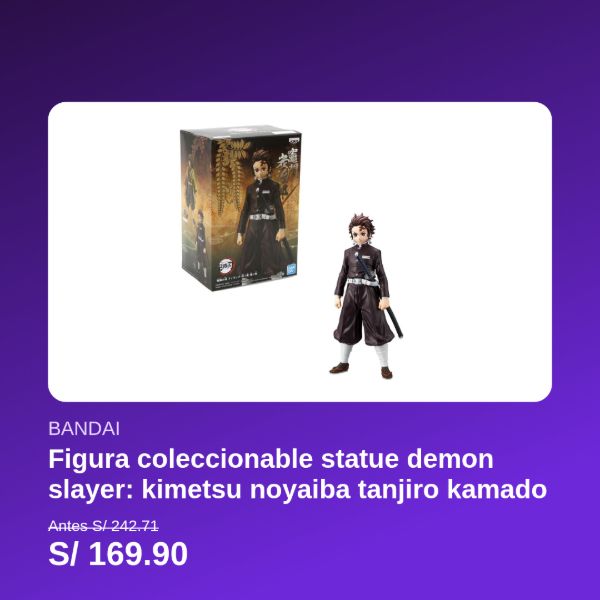 BANDAI
Figura coleccionable statue demon
slayer: kimetsu noyaiba tanjiro kamado
Antes S/ 242.71
S/ 169.90